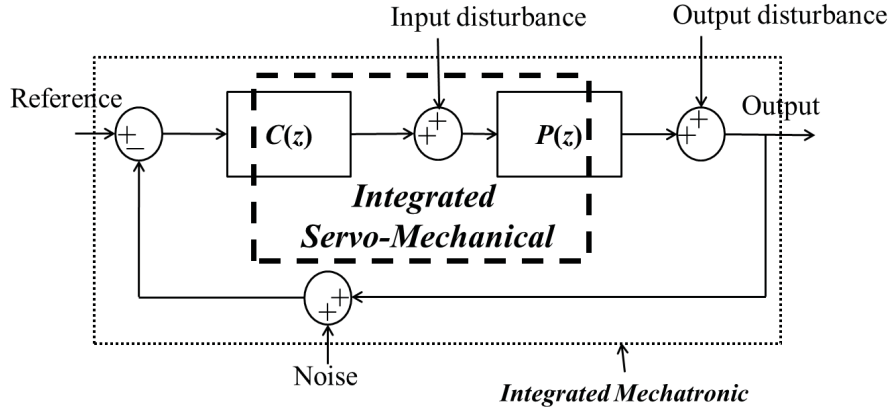 Input disturbance
Output disturbance
Reference
Output
+
−
C(z)
+
+
P(z)
+
+
Integrated
Servo-Mechanical
+
+
Noise
Integrated Mechatronic